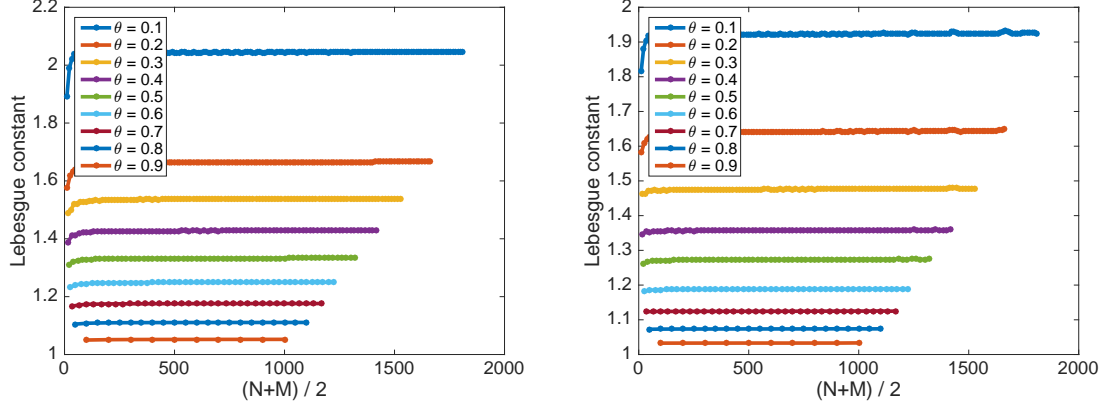 2.2
2
1.8
1.6
1.4
1.2
1
Lebesgue constant
θ = 0.1
θ = 0.2
θ = 0.3
θ = 0.4
θ = 0.5
θ = 0.6
θ = 0.7
θ = 0.8
θ = 0.9
0 500 1000 1500 2000
(N+M) / 2
2
1.9
1.8
1.7
1.6
1.5
1.4
1.3
1.2
1.1
1
Lebesgue constant
θ = 0.1
θ = 0.2
θ = 0.3
θ = 0.4
θ = 0.5
θ = 0.6
θ = 0.7
θ = 0.8
θ = 0.9
0 500 1000 1500 2000
(N+M) / 2